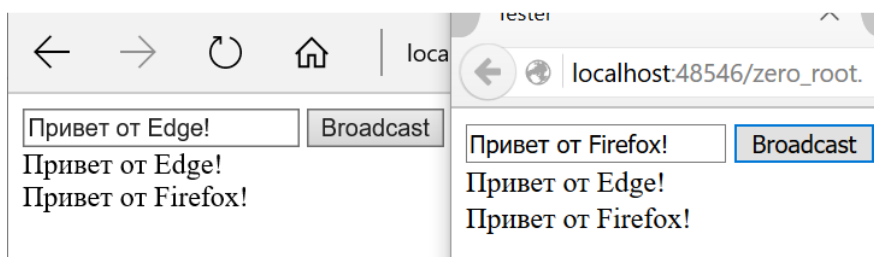 loca
Привет от Edge!
Broadcast
Привет от Edge!
Привет от Firefox!
Tester
localhost:48546/zero_root.
Привет от Firefox!
Broadcast
Привет от Edge!
Привет от Firefox!